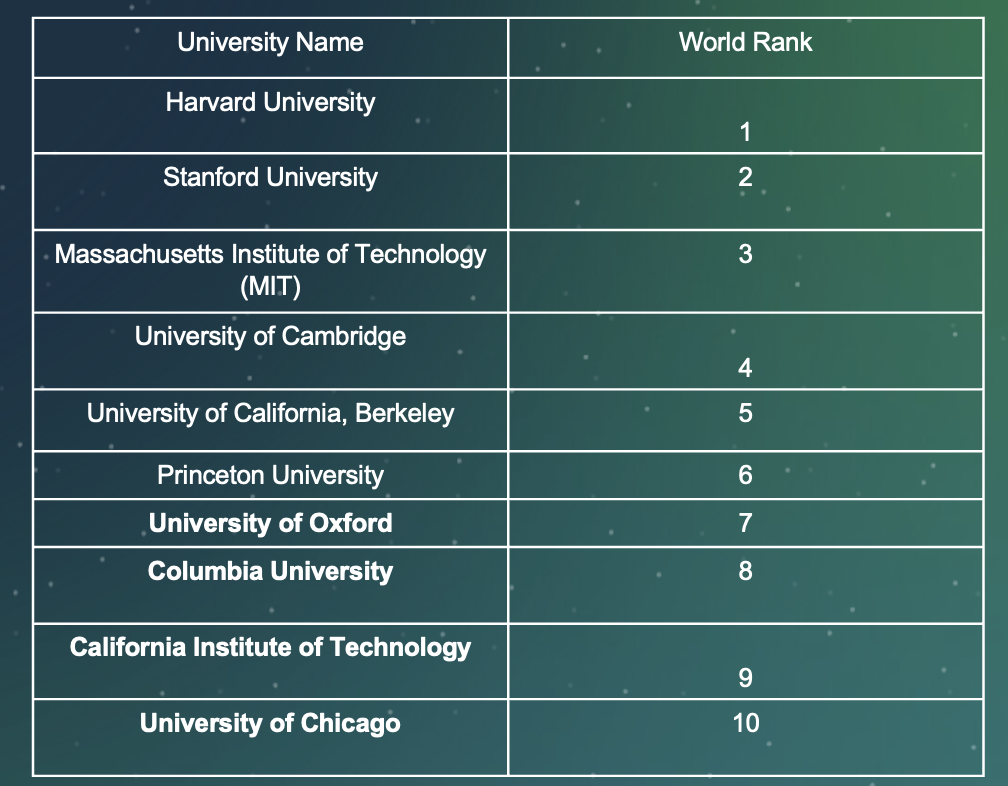 University Name
World Rank
Harvard University
1
Stanford University
2
Massachusetts Institute of Technology
(MIT)
3
University of Cambridge
4
University of California, Berkeley
5
Princeton University
6
University of Oxford
7
Columbia University
8
California Institute of Technology
9
University of Chicago
10